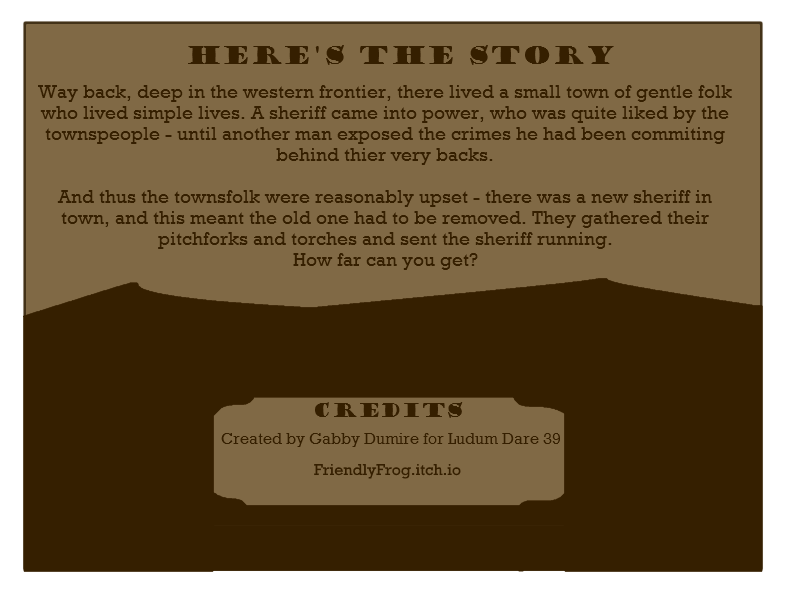 HERE'S THE STORY
Way back, deep in the western frontier, there lived a small town of gentle folk
who lived simple lives. A sheriff came into power, who was quite liked by the
townspeople - until another man exposed the crimes he had been commiting
behind thier very backs.
And thus the townsfolk were reasonably upset - there was a new sheriff in
town, and this meant the old one had to be removed. They gathered their
pitchforks and torches and sent the sheriff running.
How far can you get?
CREDITS
Created by Gabby Dumire for Ludum Dare 39
FriendlyFrog.itch.io